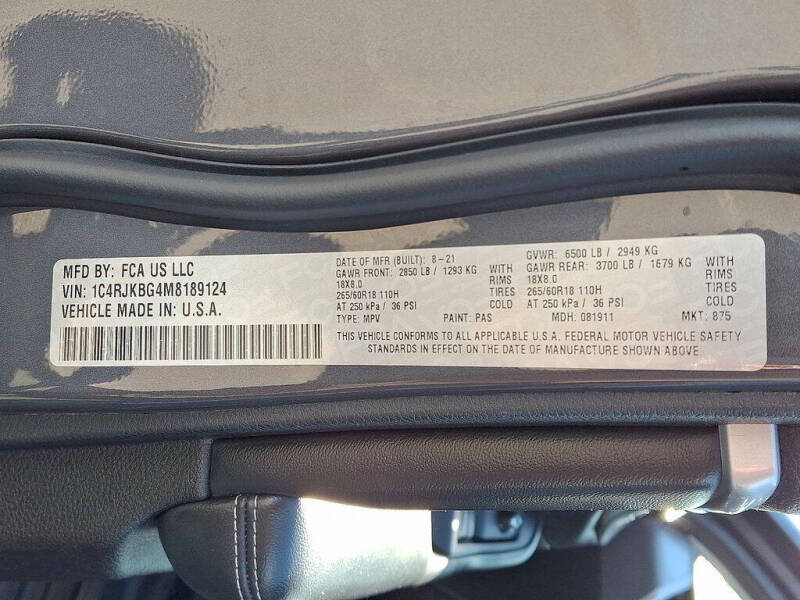 MFD BY: FCA US LLC
VIN: 1C4RJKBG4M8189124
VEHICLE MADE IN: U.S.A.
DATE OF MFR (BUILT): 8-21 GVWR: 6500 LB / 2949 KG
GAWR FRONT: 2850 LB / 1293 KG WITH GAWR REAR: 3700 LB / 1679 KG WITH
18X8.0 RIMS 18X8.0 RIMS
265/60R18 110H TIRES 265/60R18 110H TIRES
AT 250 kPa / 36 PSI COLD AT 250 kPa / 36 PSI COLD
TYPE: MPV PAINT: PAS MDH: 081911 MKT: 875
THIS VEHICLE CONFORMS TO ALL APPLICABLE U.S.A. FEDERAL MOTOR VEHICLE SAFETY
STANDARDS IN EFFECT ON THE DATE OF MANUFACTURE SHOWN ABOVE.